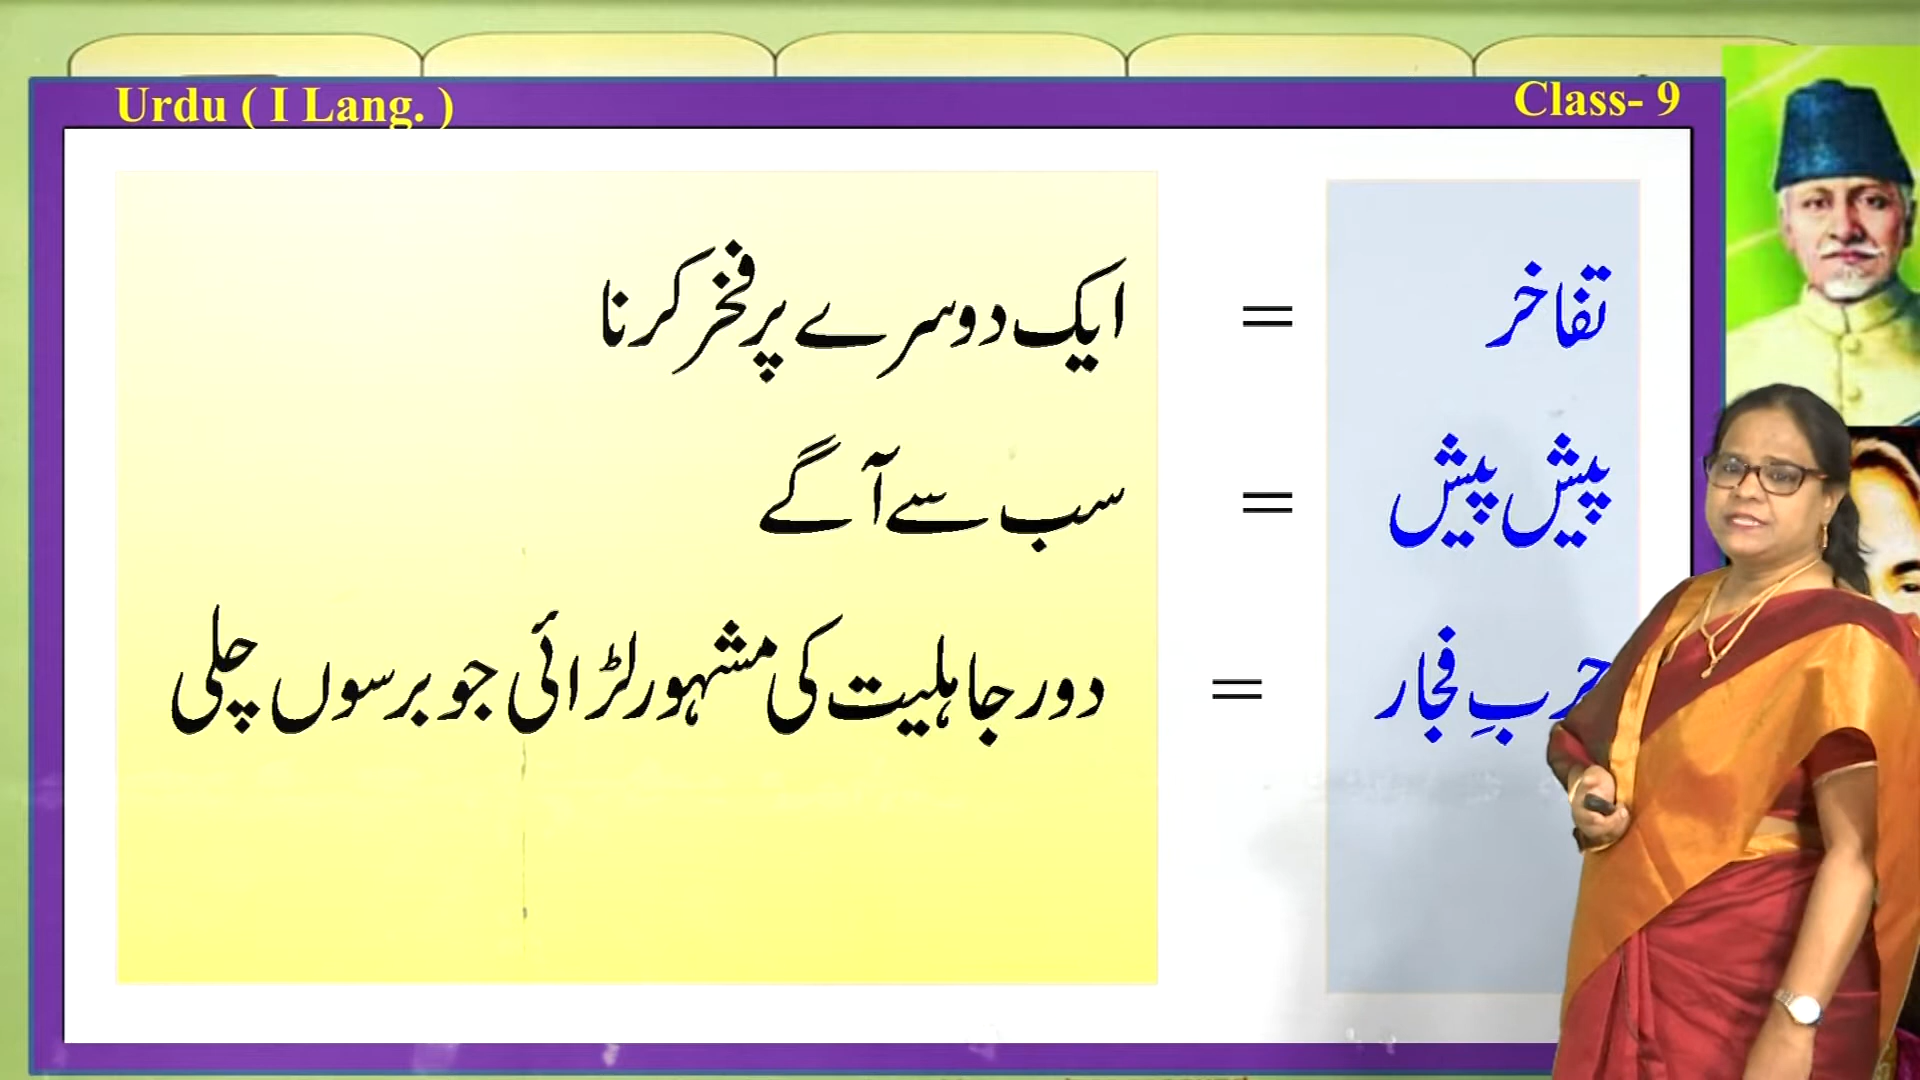 Urdu ( I Lang. )
Class- 9
تفاخر = ایک دوسرے پر فخر کرنا
پیش پیش = سب سے آگے
حربِ فجار = دور جاہلیت کی مشہور لڑائی جو برسوں چلی